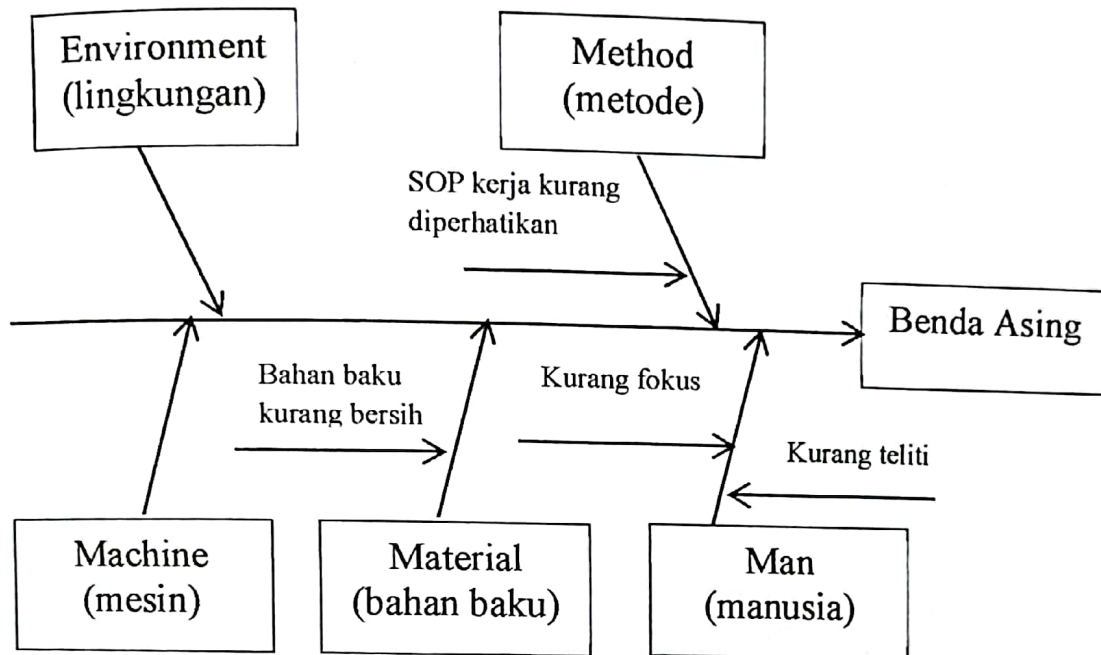 Environment
(lingkungan)
Method
(metode)
SOP kerja kurang
diperhatikan
Benda Asing
Bahan baku
kurang bersih
Kurang fokus
Kurang teliti
Machine
(mesin)
Material
(bahan baku)
Man
(manusia)